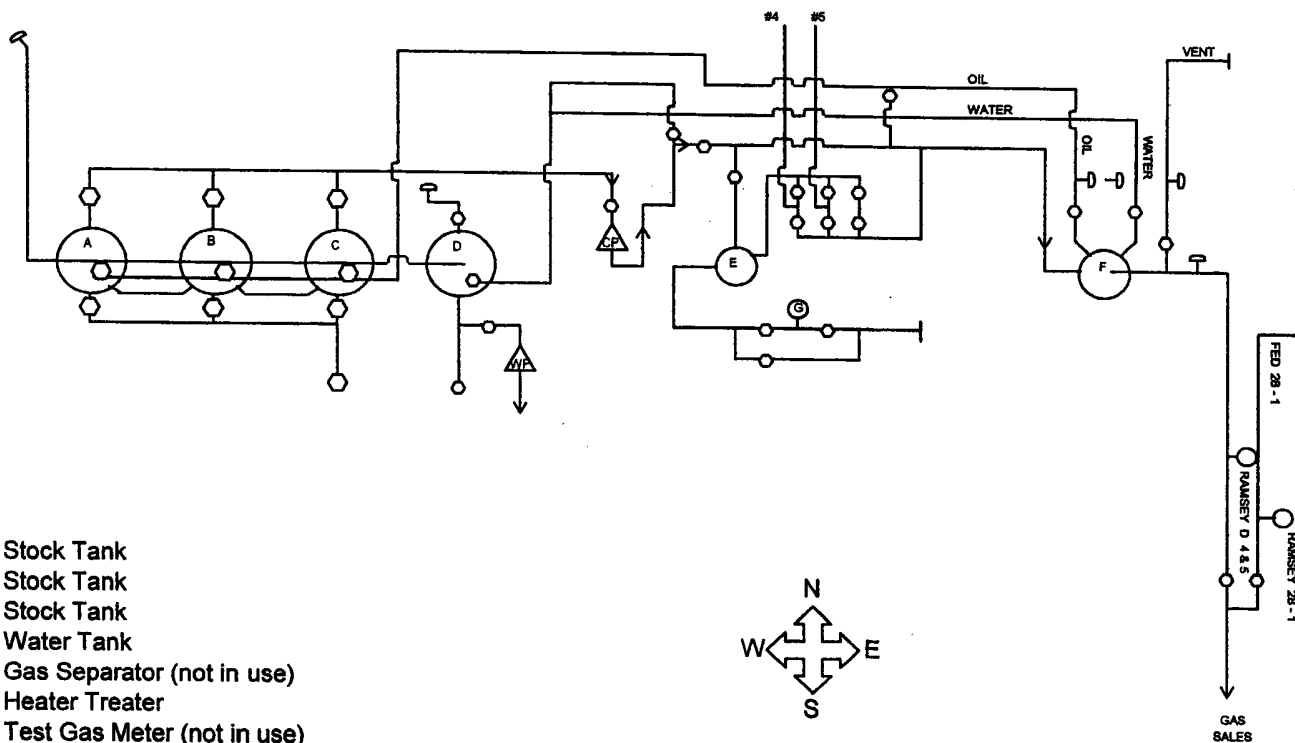 #4 #5
VENT
OIL
WATER
OIL
WATER
A B C D
CP
E
F
G
WP
FED 28 - 1
RAMSEY D 4 & 5
RAMSEY 28 - 1
Stock Tank
Stock Tank
Stock Tank
Water Tank
Gas Separator (not in use)
Heater Treater
Test Gas Meter (not in use)
N
W E
S
GAS
SALES